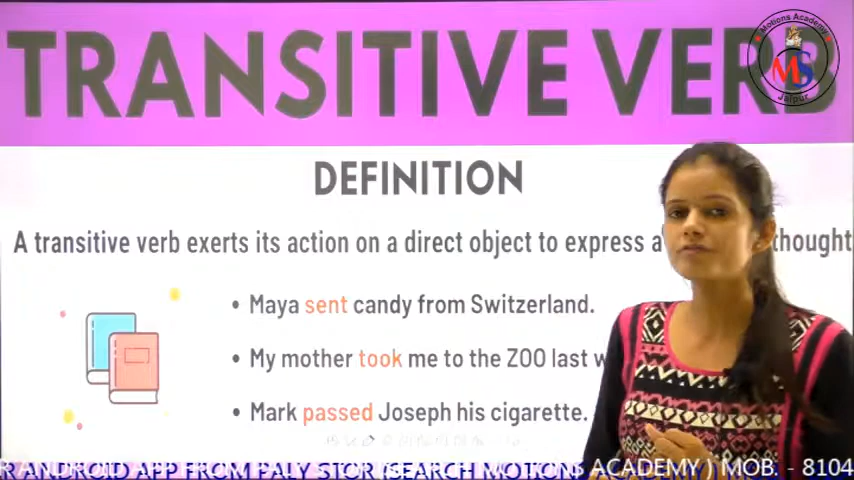 TRANSITIVE VERB
Motions Academy
MS
Jaipur
DEFINITION
A transitive verb exerts its action on a direct object to express a thought
• Maya sent candy from Switzerland.
• My mother took me to the ZOO last w
• Mark passed Joseph his cigarette.
R ANDROID APP FROM PALY STOR (SEARCH MOTIONS ACADEMY ) MOB. - 8104